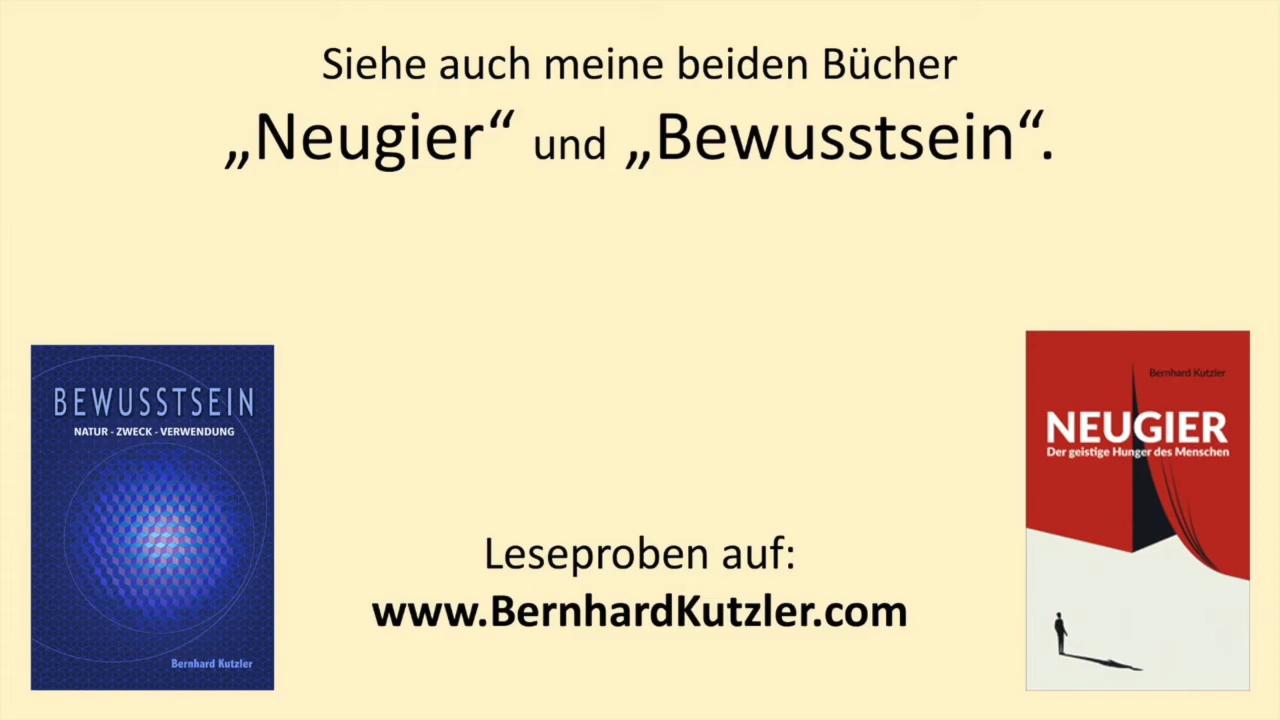 Siehe auch meine beiden Bücher
„Neugier“ und „Bewusstsein“.
BEWUSSTSEIN
NATUR - ZWECK - VERWENDUNG
Bernhard Kutzler
Bernhard Kutzler
NEUGIER
Der geistige Hunger des Menschen
Leseproben auf:
www.BernhardKutzler.com